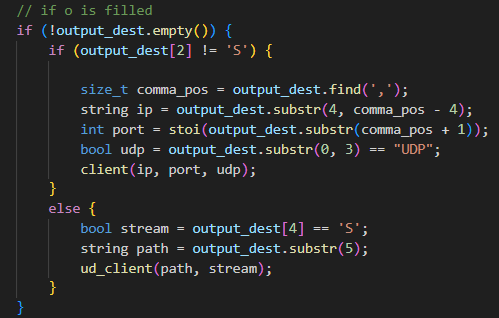 // if o is filled
if (!output_dest.empty()) {
    if (output_dest[2] != 'S') {

        size_t comma_pos = output_dest.find(',');
        string ip = output_dest.substr(4, comma_pos - 4);
        int port = stoi(output_dest.substr(comma_pos + 1));
        bool udp = output_dest.substr(0, 3) == "UDP";
        client(ip, port, udp);
    }
    else {
        bool stream = output_dest[4] == 'S';
        string path = output_dest.substr(5);
        ud_client(path, stream);
    }
}